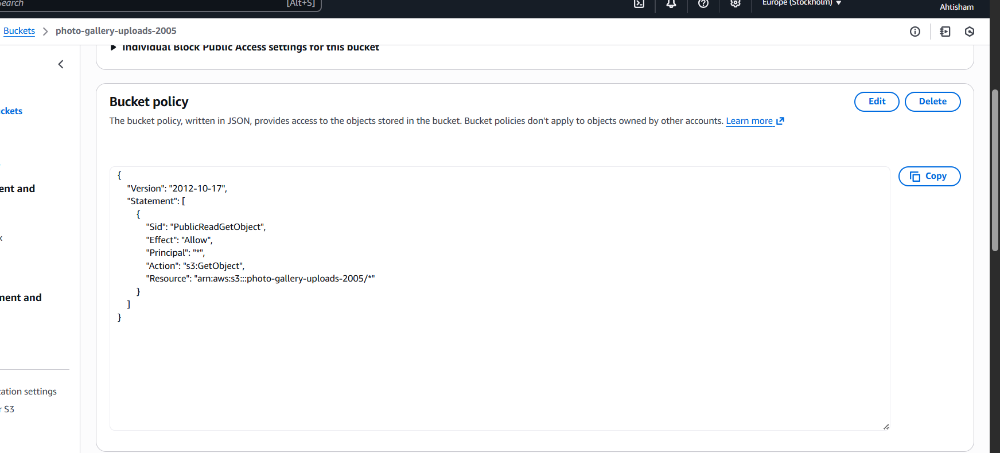 Search [Alt+S] Europe (Stockholm) Ahtisham
Buckets photo-gallery-uploads-2005
Individual Block Public Access settings for this bucket
ckets
ent and
x
ment and
ation settings
r S3
Bucket policy
Edit Delete
The bucket policy, written in JSON, provides access to the objects stored in the bucket. Bucket policies don't apply to objects owned by other accounts. Learn more
Copy
{
"Version": "2012-10-17",
"Statement": [
{
"Sid": "PublicReadGetObject",
"Effect": "Allow",
"Principal": "*",
"Action": "s3:GetObject",
"Resource": "arn:aws:s3:::photo-gallery-uploads-2005/*"
}
]
}